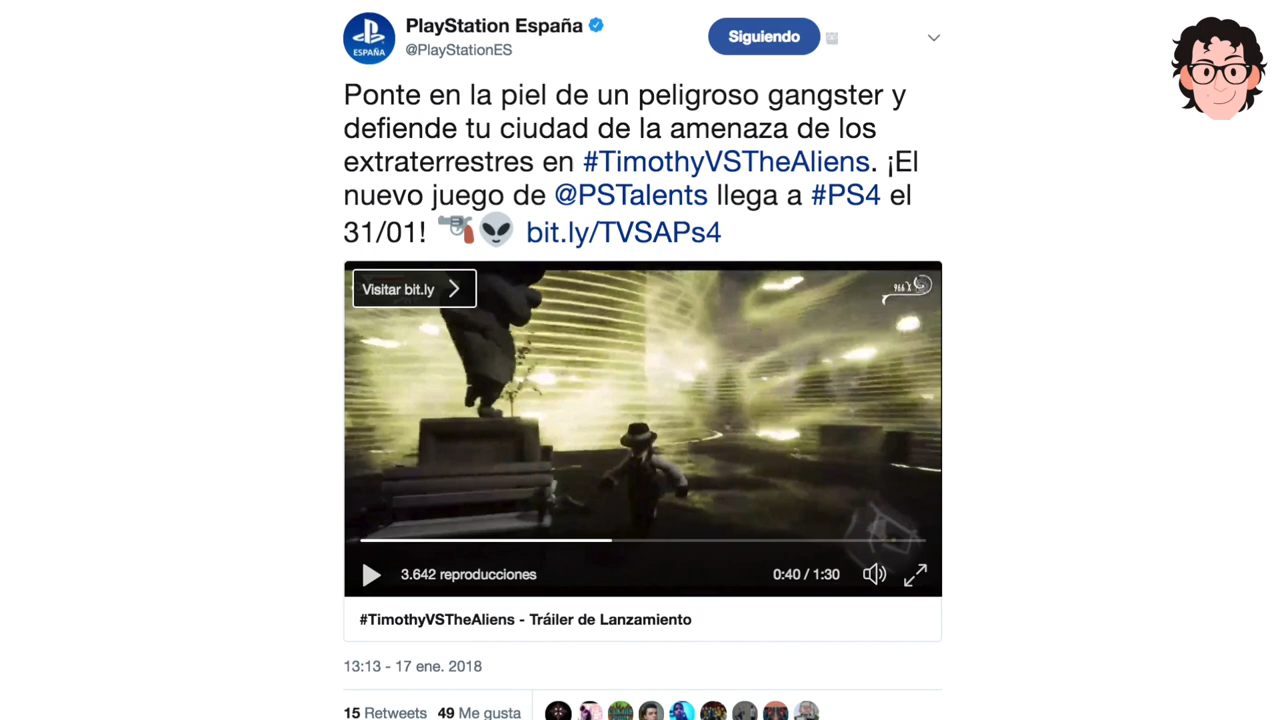 PlayStation España
@PlayStationES
Siguiendo
ESPAÑA
Ponte en la piel de un peligroso gangster y
defiende tu ciudad de la amenaza de los
extraterrestres en #TimothyVSTheAliens. ¡El
nuevo juego de @PSTalents llega a #PS4 el
31/01! bit.ly/TVSAPs4
Visitar bit.ly
966 X
3.642 reproducciones
0:40 / 1:30
#TimothyVSTheAliens - Tráiler de Lanzamiento
13:13 - 17 ene. 2018
15 Retweets 49 Me gusta